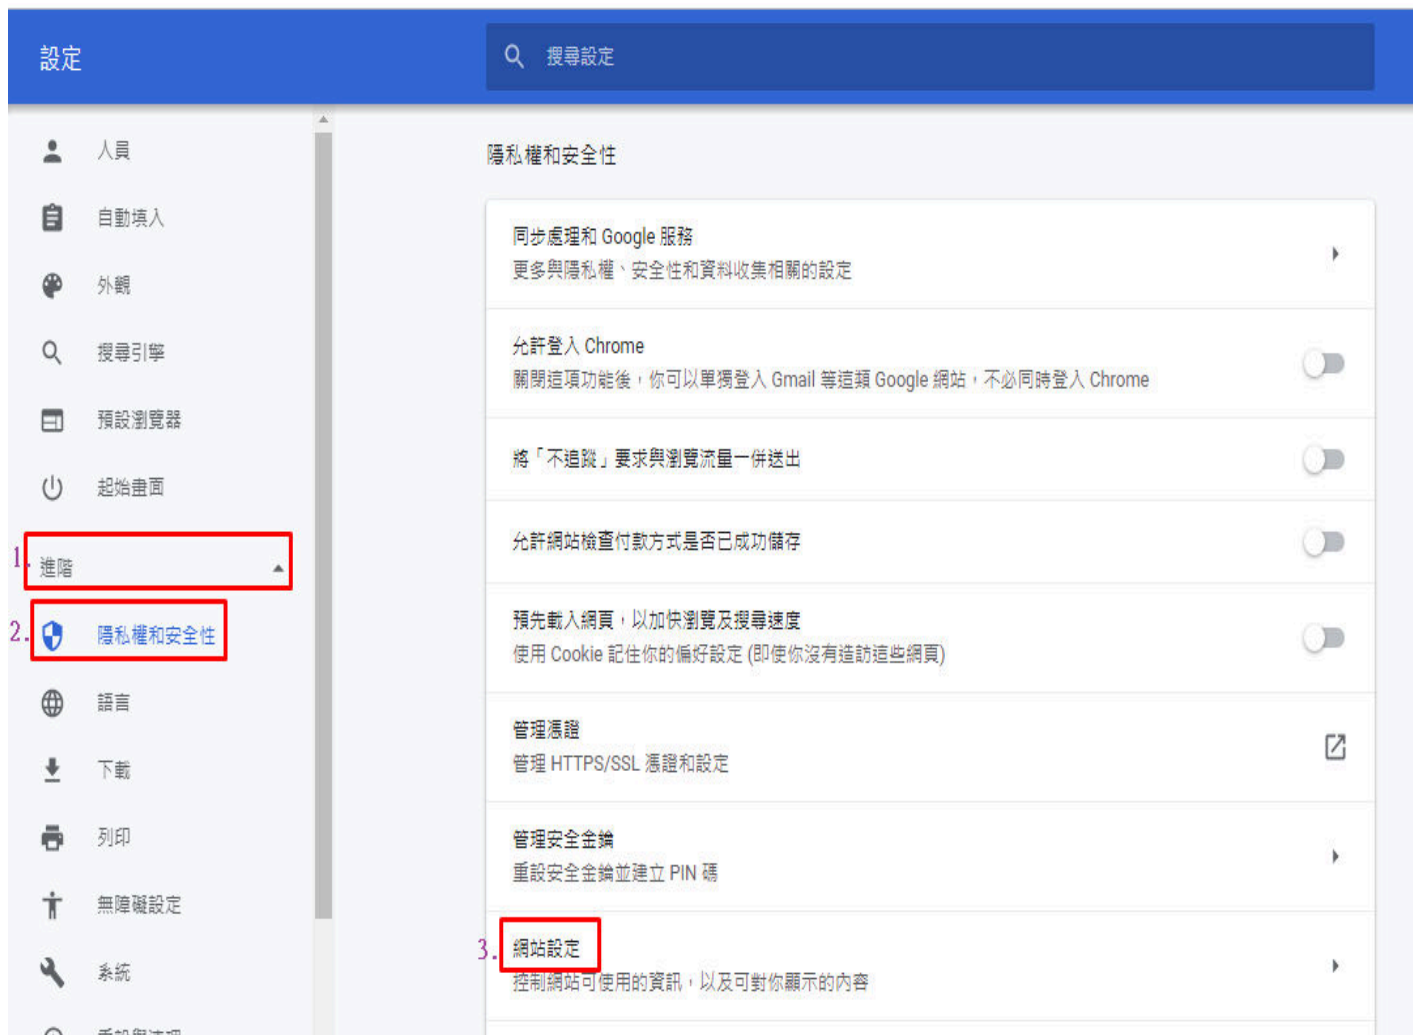 設定
搜尋設定
人員
自動填入
外觀
搜尋引擎
預設瀏覽器
起始畫面
1. 進階
2. 隱私權和安全性
語言
下載
列印
無障礙設定
系統
重設與清理
隱私權和安全性
同步處理和 Google 服務
更多與隱私權、安全性和資料收集相關的設定
允許登入 Chrome
關閉這項功能後，你可以單獨登入 Gmail 等這類 Google 網站，不必同時登入 Chrome
將「不追蹤」要求與瀏覽流量一併送出
允許網站檢查付款方式是否已成功儲存
預先載入網頁，以加快瀏覽及搜尋速度
使用 Cookie 記住你的偏好設定 (即使你沒有造訪這些網頁)
管理憑證
管理 HTTPS/SSL 憑證和設定
管理安全金鑰
重設安全金鑰並建立 PIN 碼
3. 網站設定
控制網站可使用的資訊，以及可對你顯示的內容